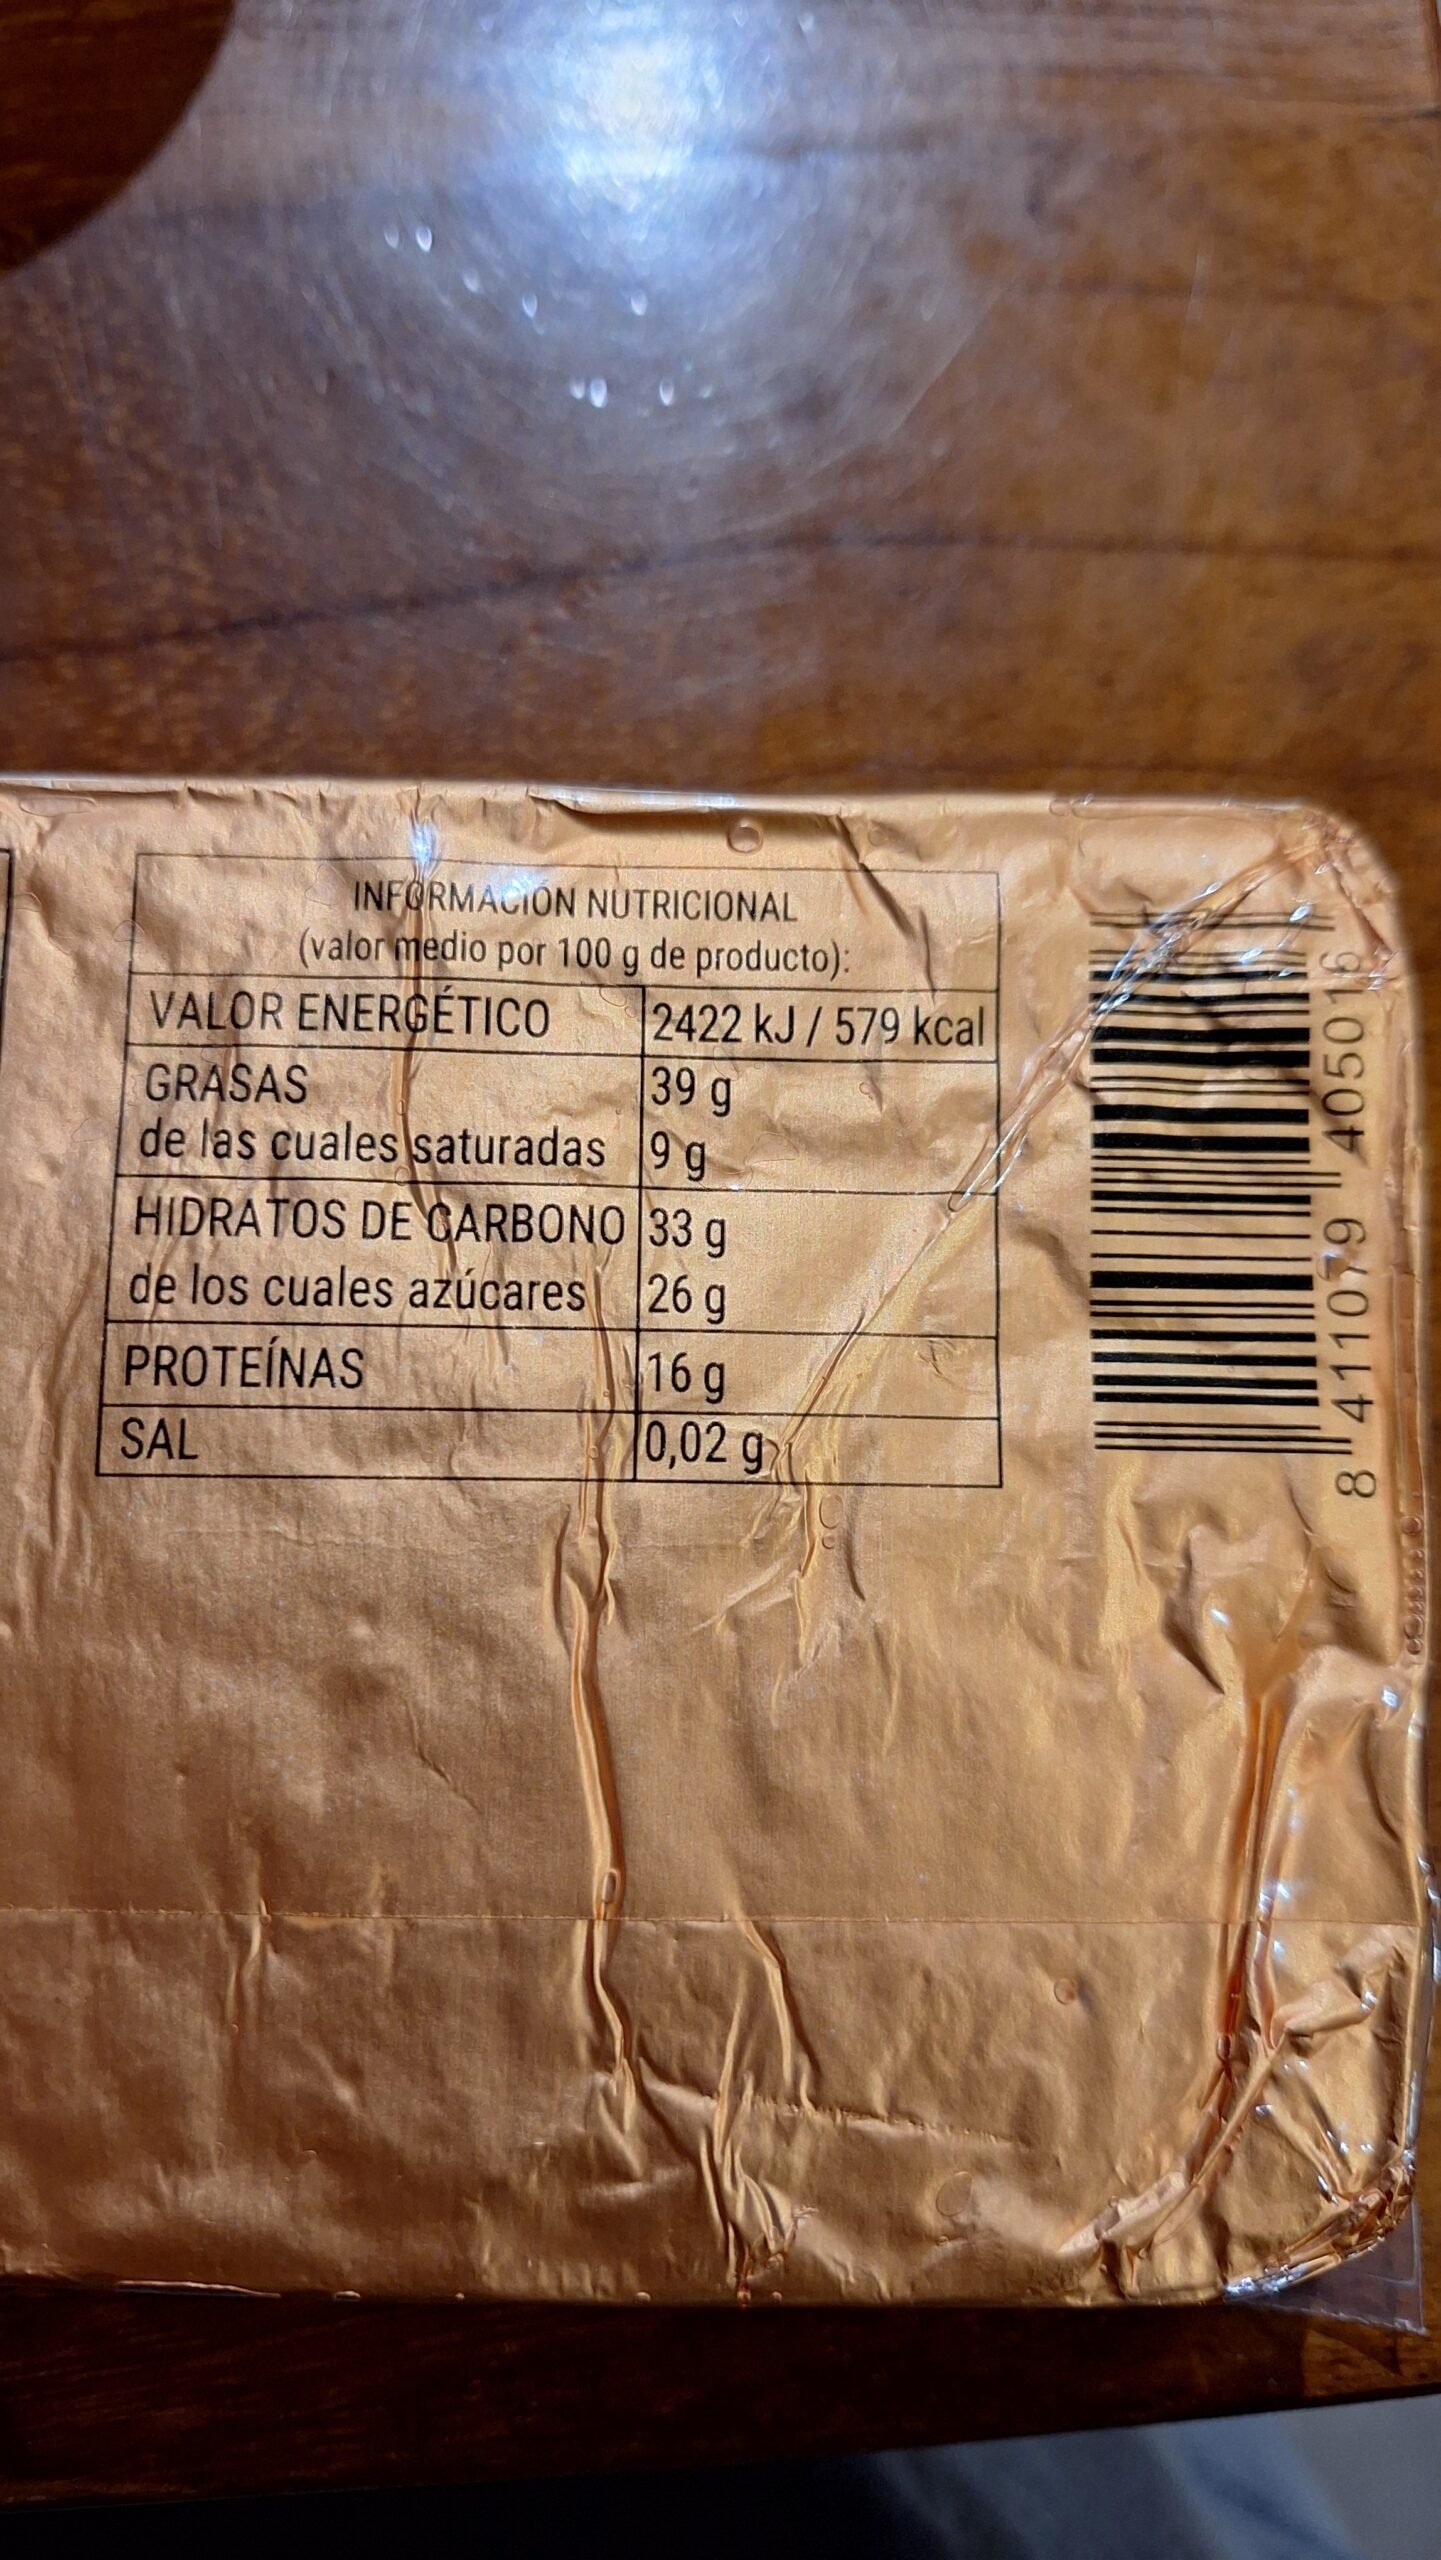 INFORMACIÓN NUTRICIONAL
(valor medio por 100 g de producto):
VALOR ENERGÉTICO 2422 kJ / 579 kcal
GRASAS 39 g
de las cuales saturadas 9 g
HIDRATOS DE CARBONO 33 g
de los cuales azúcares 26 g
PROTEÍNAS 16 g
SAL 0,02 g
8 411079 405016